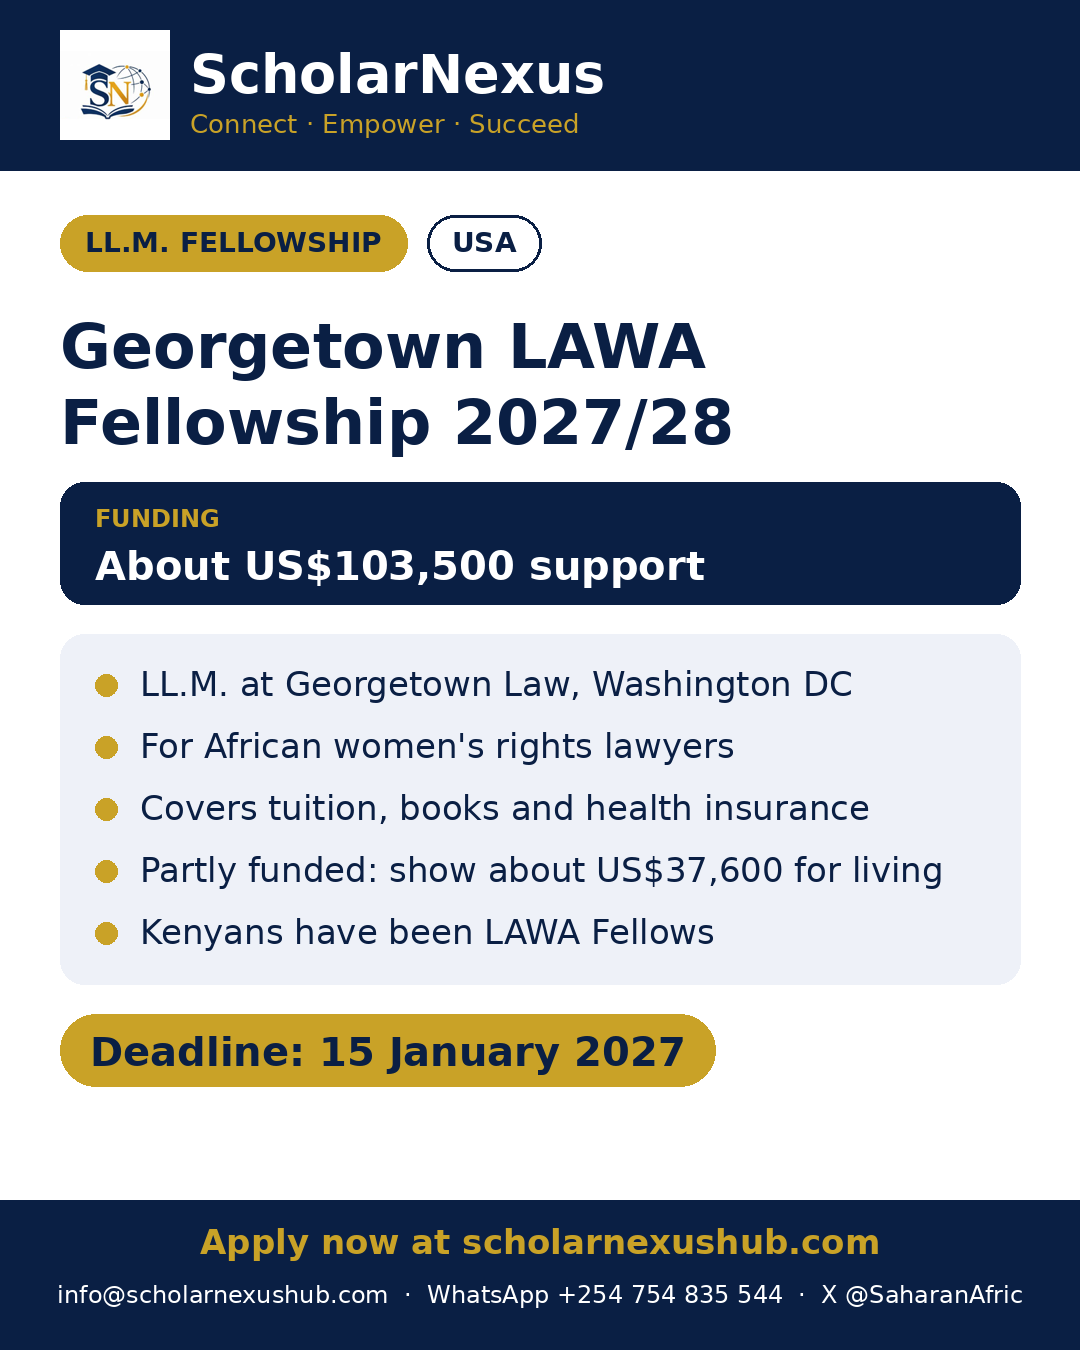 SN
ScholarNexus
Connect · Empower · Succeed
LL.M. FELLOWSHIP
USA
Georgetown LAWA
Fellowship 2027/28
FUNDING
About US$103,500 support
LL.M. at Georgetown Law, Washington DC
For African women's rights lawyers
Covers tuition, books and health insurance
Partly funded: show about US$37,600 for living
Kenyans have been LAWA Fellows
Deadline: 15 January 2027
Apply now at scholarnexushub.com
info@scholarnexushub.com · WhatsApp +254 754 835 544 · X @SaharanAfric